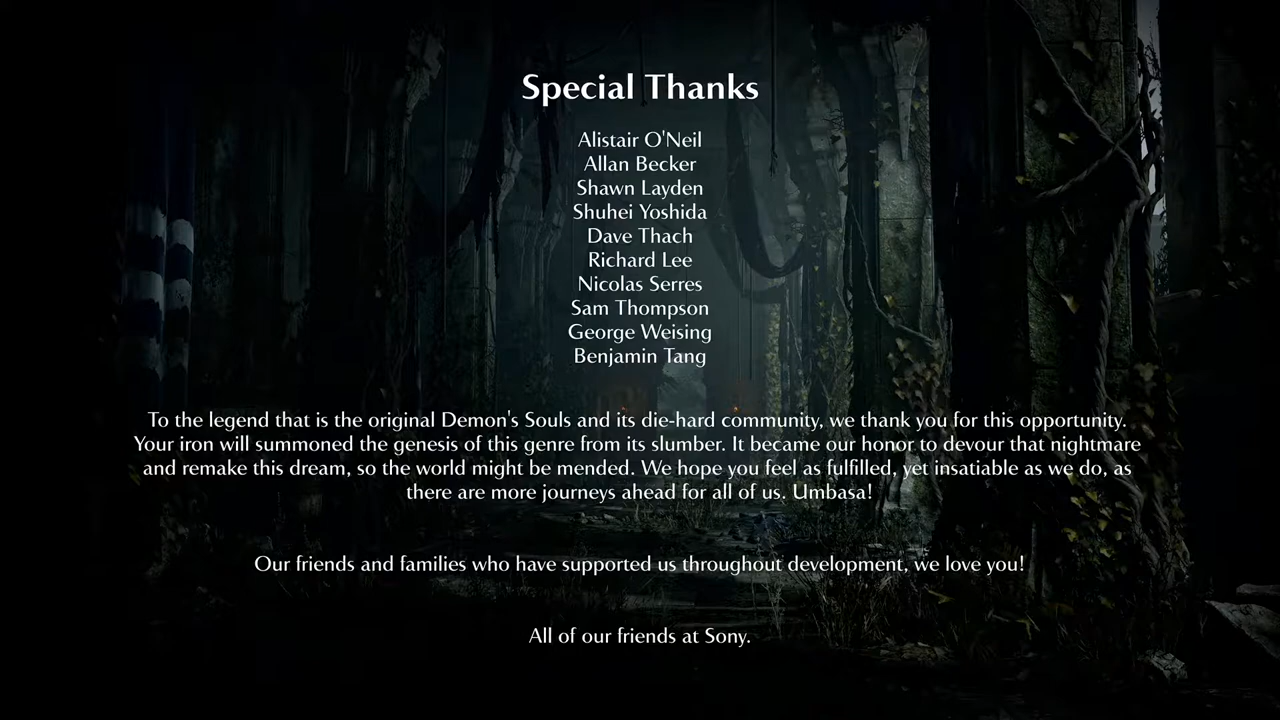 Special Thanks
Alistair O'Neil
Allan Becker
Shawn Layden
Shuhei Yoshida
Dave Thach
Richard Lee
Nicolas Serres
Sam Thompson
George Weising
Benjamin Tang
To the legend that is the original Demon's Souls and its die-hard community, we thank you for this opportunity.
Your iron will summoned the genesis of this genre from its slumber. It became our honor to devour that nightmare
and remake this dream, so the world might be mended. We hope you feel as fulfilled, yet insatiable as we do, as
there are more journeys ahead for all of us. Umbasa!
Our friends and families who have supported us throughout development, we love you!
All of our friends at Sony.